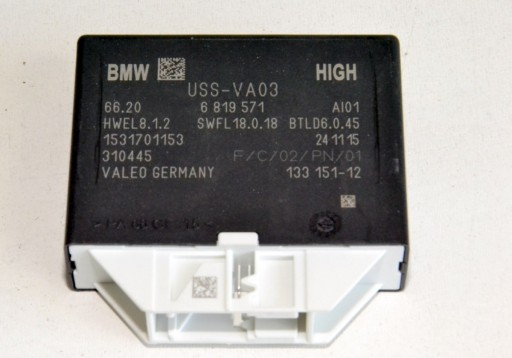 BMW HIGH
USS-VA03
66.20 6 819 571 AI01
HWEL8.1.2 SWFL18.0.18 BTLD6.0.45
1531701153 241115
310445 F/C/02/PN/01
VALEO GERMANY 133 151-12